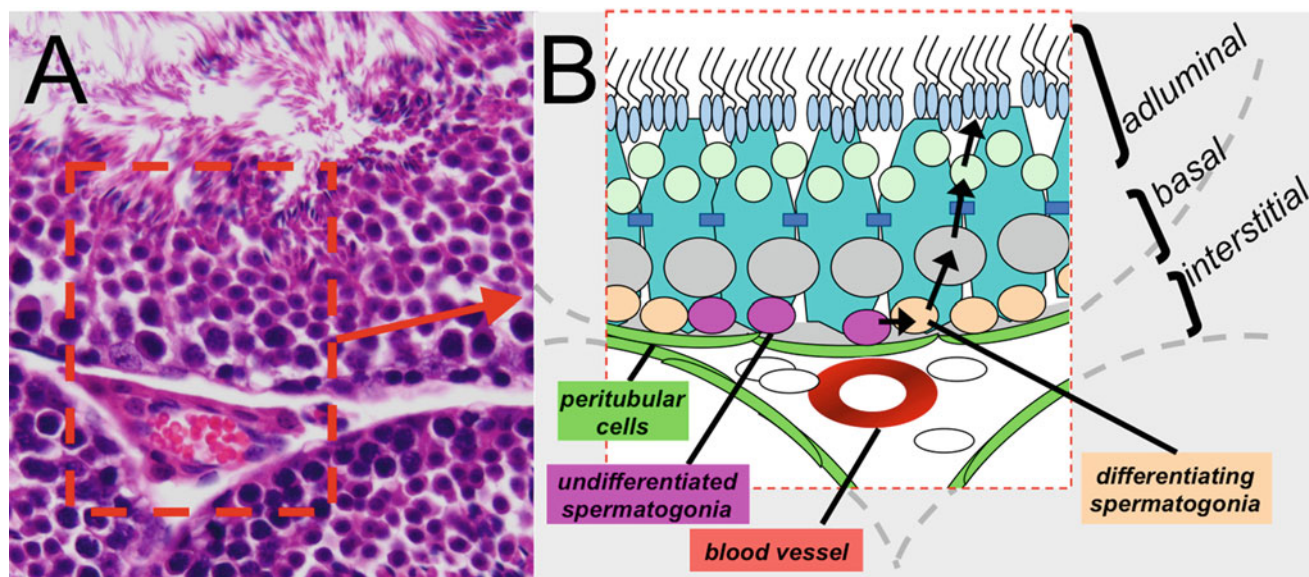 A
B
adluminal
basal
interstitial
peritubular
cells
undifferentiated
spermatogonia
blood vessel
differentiating
spermatogonia